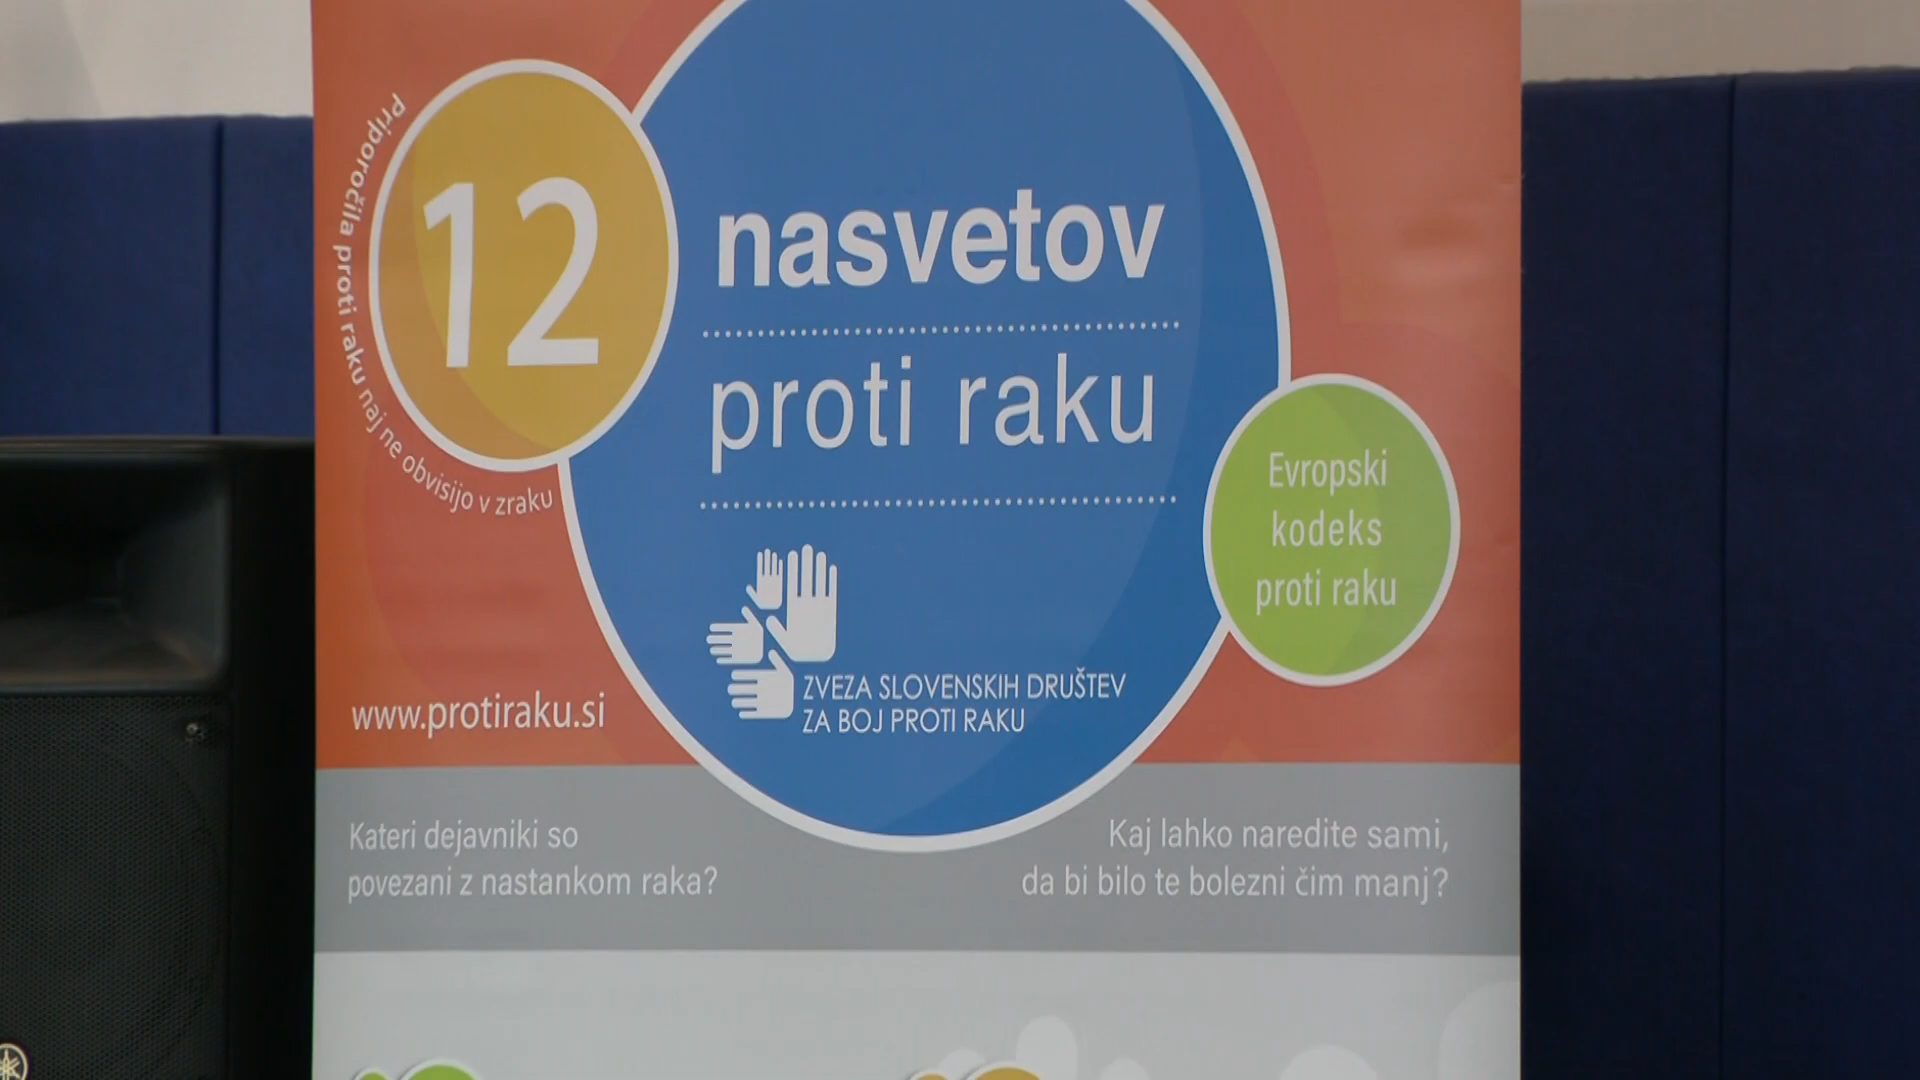 Priporočila proti raku naj ne obvisijo v zraku
12
nasvetov
proti raku
Evropski
kodeks
proti raku
ZVEZA SLOVENSKIH DRUŠTEV
ZA BOJ PROTI RAKU
www.protiraku.si
Kateri dejavniki so
povezani z nastankom raka?
Kaj lahko naredite sami,
da bi bilo te bolezni čim manj?